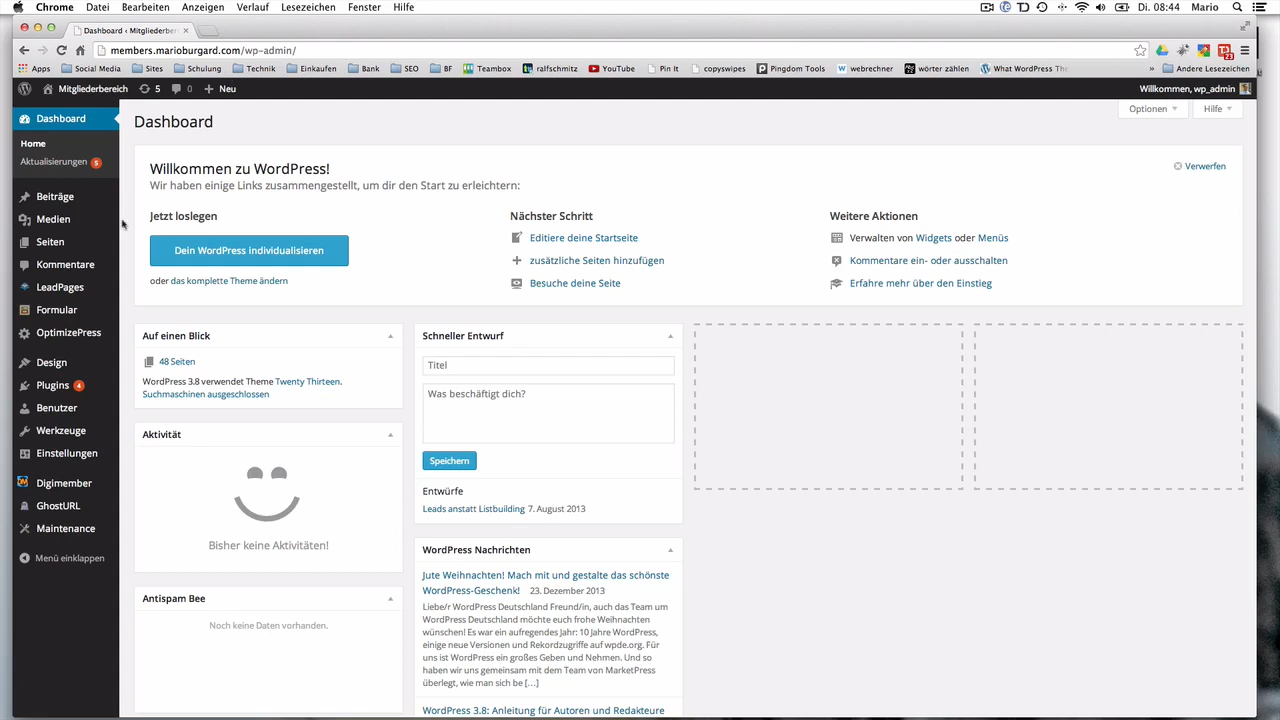 Chrome Datei Bearbeiten Anzeigen Verlauf Lesezeichen Fenster Hilfe Di. 08:44 Mario
Dashboard ‹ Mitgliederber
members.marioburgard.com/wp-admin/
Apps Social Media Sites Schulung Technik Einkaufen Bank SEO BF Teambox ralfschmitz YouTube Pin It copyswipes Pingdom Tools webrechner wörter zählen What WordPress The » Andere Lesezeichen
Mitgliederbereich 5 0 Neu Willkommen, wp_admin
Dashboard
Home
Aktualisierungen 5
Beiträge
Medien
Seiten
Kommentare
LeadPages
Formular
OptimizePress
Design
Plugins 4
Benutzer
Werkzeuge
Einstellungen
Digimember
GhostURL
Maintenance
Menü einklappen
Optionen Hilfe
Dashboard
Willkommen zu WordPress!
Verwerfen
Wir haben einige Links zusammengestellt, um dir den Start zu erleichtern:
Jetzt loslegen
Dein WordPress individualisieren
oder das komplette Theme ändern
Nächster Schritt
Editiere deine Startseite
zusätzliche Seiten hinzufügen
Besuche deine Seite
Weitere Aktionen
Verwalten von Widgets oder Menüs
Kommentare ein- oder ausschalten
Erfahre mehr über den Einstieg
Auf einen Blick
48 Seiten
WordPress 3.8 verwendet Theme Twenty Thirteen.
Suchmaschinen ausgeschlossen
Aktivität
Bisher keine Aktivitäten!
Antispam Bee
Noch keine Daten vorhanden.
Schneller Entwurf
Titel
Was beschäftigt dich?
Speichern
Entwürfe
Leads anstatt Listbuilding 7. August 2013
WordPress Nachrichten
Jute Weihnachten! Mach mit und gestalte das schönste
WordPress-Geschenk! 23. Dezember 2013
Liebe/r WordPress Deutschland Freund/in, auch das Team um
WordPress Deutschland möchte euch frohe Weihnachten
wünschen! Es war ein aufregendes Jahr: 10 Jahre WordPress,
einige neue Versionen und Rekordzugriffe auf wpde.org. Für
uns ist WordPress ein großes Geben und Nehmen. Und so
haben wir uns gemeinsam mit dem Team von MarketPress
überlegt, wie man sich be […]
WordPress 3.8: Anleitung für Autoren und Redakteure